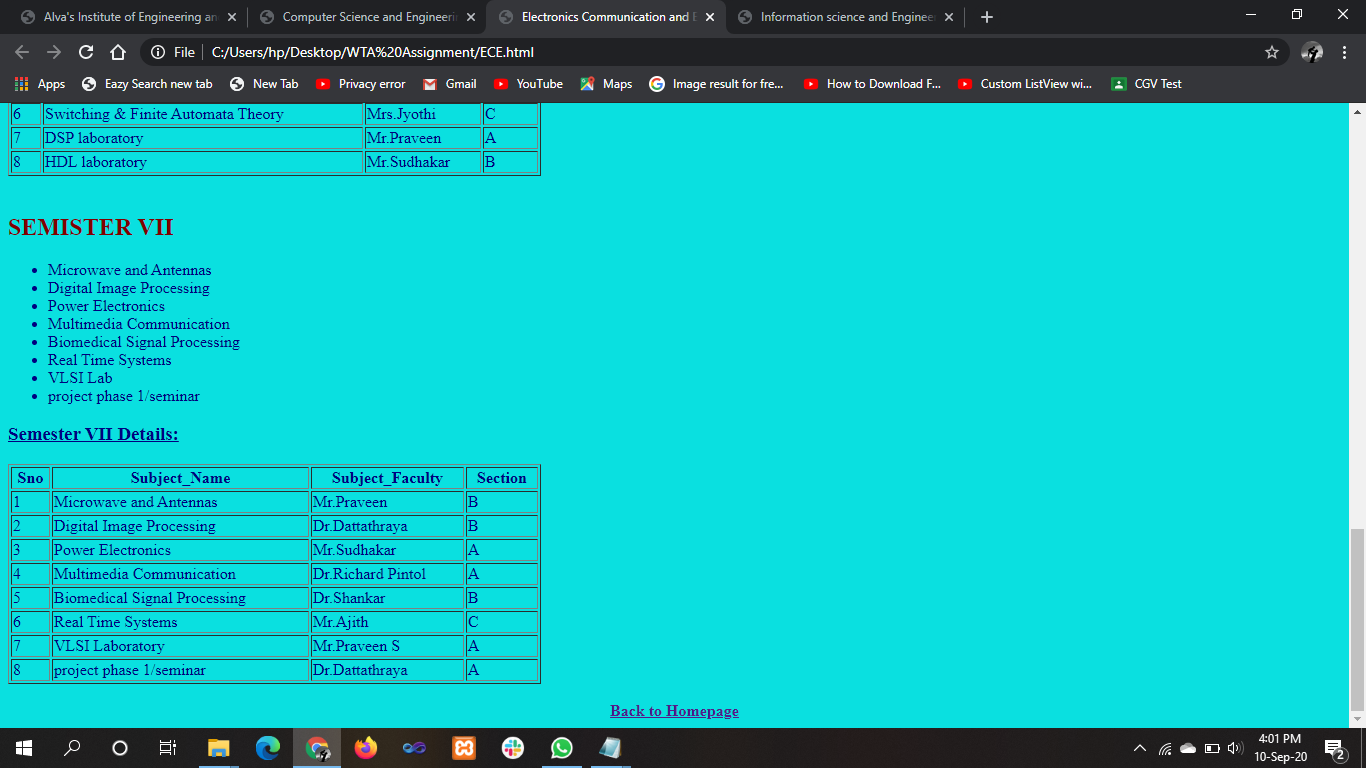 Alva's Institute of Engineering an
Computer Science and Engineeri
Electronics Communication and E
Information science and Enginee
File
C:/Users/hp/Desktop/WTA%20Assignment/ECE.html
Apps
Eazy Search new tab
New Tab
Privacy error
Gmail
YouTube
Maps
Image result for fre...
How to Download F...
Custom ListView wi...
CGV Test
6 Switching & Finite Automata Theory Mrs.Jyothi C
7 DSP laboratory Mr.Praveen A
8 HDL laboratory Mr.Sudhakar B
SEMISTER VII
• Microwave and Antennas
• Digital Image Processing
• Power Electronics
• Multimedia Communication
• Biomedical Signal Processing
• Real Time Systems
• VLSI Lab
• project phase 1/seminar
Semester VII Details:
Sno Subject_Name Subject_Faculty Section
1 Microwave and Antennas Mr.Praveen B
2 Digital Image Processing Dr.Dattathraya B
3 Power Electronics Mr.Sudhakar A
4 Multimedia Communication Dr.Richard Pintol A
5 Biomedical Signal Processing Dr.Shankar B
6 Real Time Systems Mr.Ajith C
7 VLSI Laboratory Mr.Praveen S A
8 project phase 1/seminar Dr.Dattathraya A
Back to Homepage
4:01 PM
10-Sep-20
2